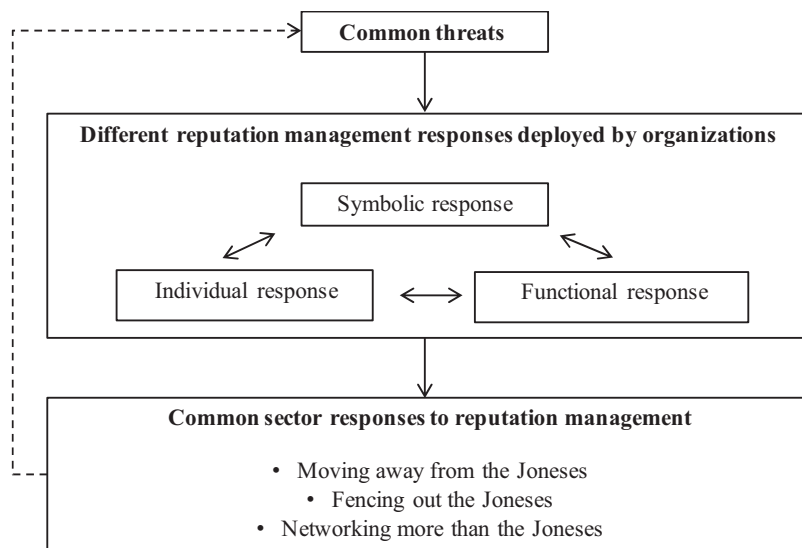 Common threats
Different reputation management responses deployed by organizations
Symbolic response
Individual response
Functional response
Common sector responses to reputation management
• Moving away from the Joneses
• Fencing out the Joneses
• Networking more than the Joneses